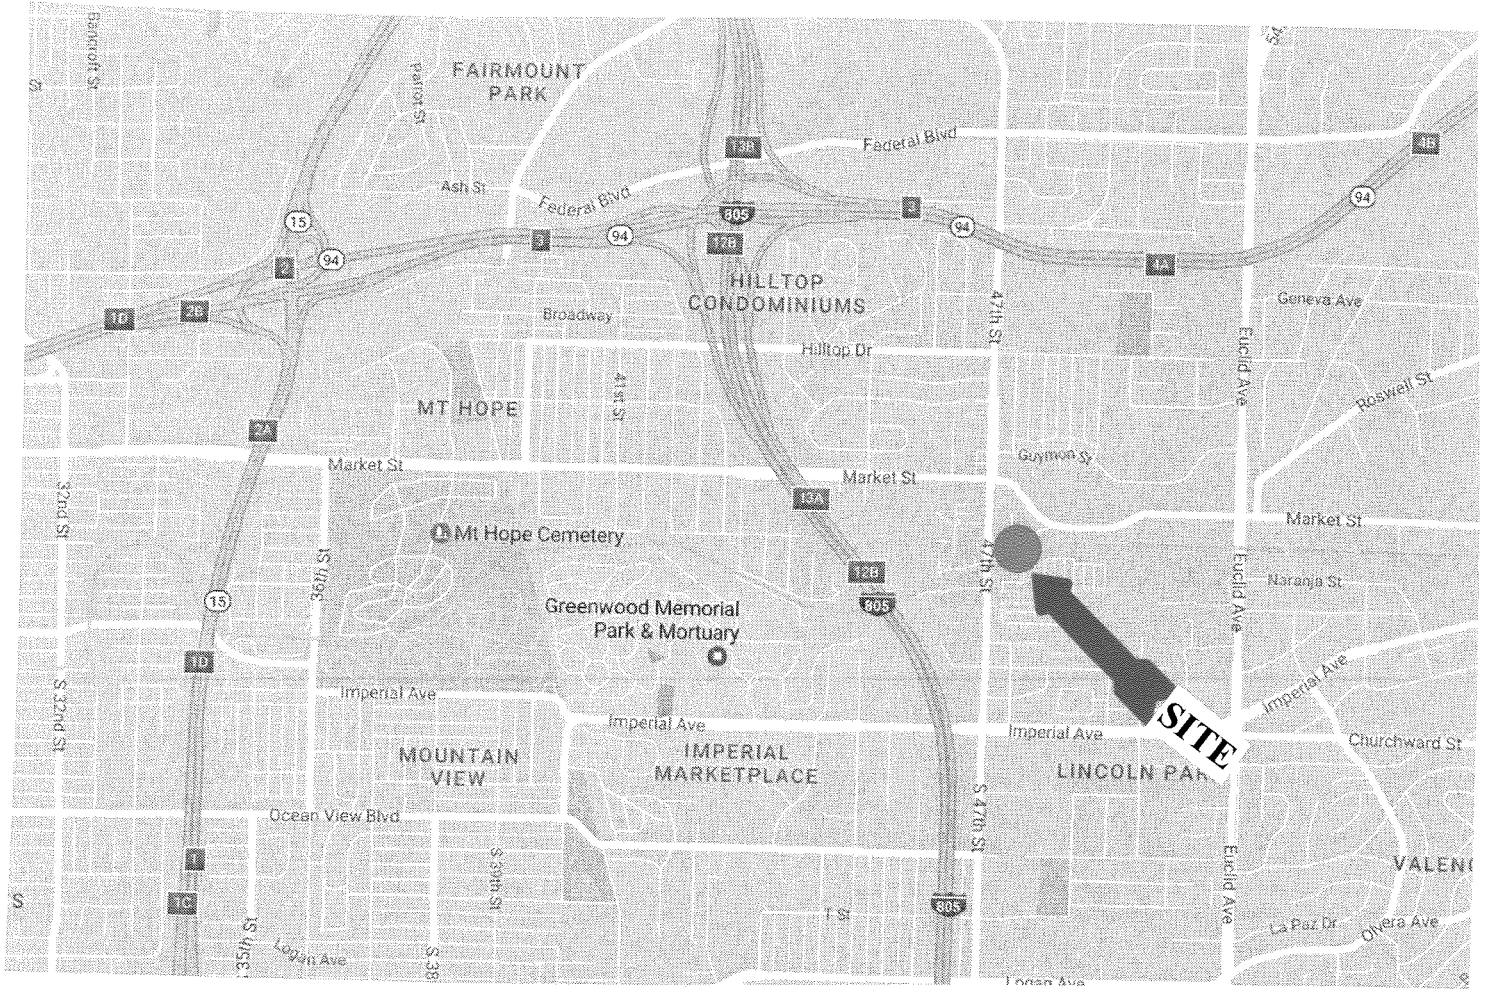 Bancroft St
St
Parrot St
FAIRMOUNT
PARK
54
13B
Federal Blvd
4B
Ash St
Federal Blvd
15
94
805
3
94
94
94
2
3
12B
4A
HILLTOP
CONDOMINIUMS
47th St
Geneva Ave
1D
2B
Broadway
Hilltop Dr
Euclid Ave
Roswell St
41st St
MT HOPE
2A
Market St
Guymon St
Market St
32nd St
13A
Market St
Mt Hope Cemetery
47th St
36th St
12B
Euclid Ave
Naranja St
15
805
Greenwood Memorial
Park & Mortuary
1D
S 32nd St
Imperial Ave
Imperial Ave
Imperial Ave
Imperial Ave
SITE
Churchward St
MOUNTAIN
VIEW
IMPERIAL
MARKETPLACE
LINCOLN PAR
S 47th St
Ocean View Blvd
S 39th St
Euclid Ave
VALENC
1C
S
805
T St
La Paz Dr
Olvera Ave
35th St
Logan Ave
S 38
Logan Ave